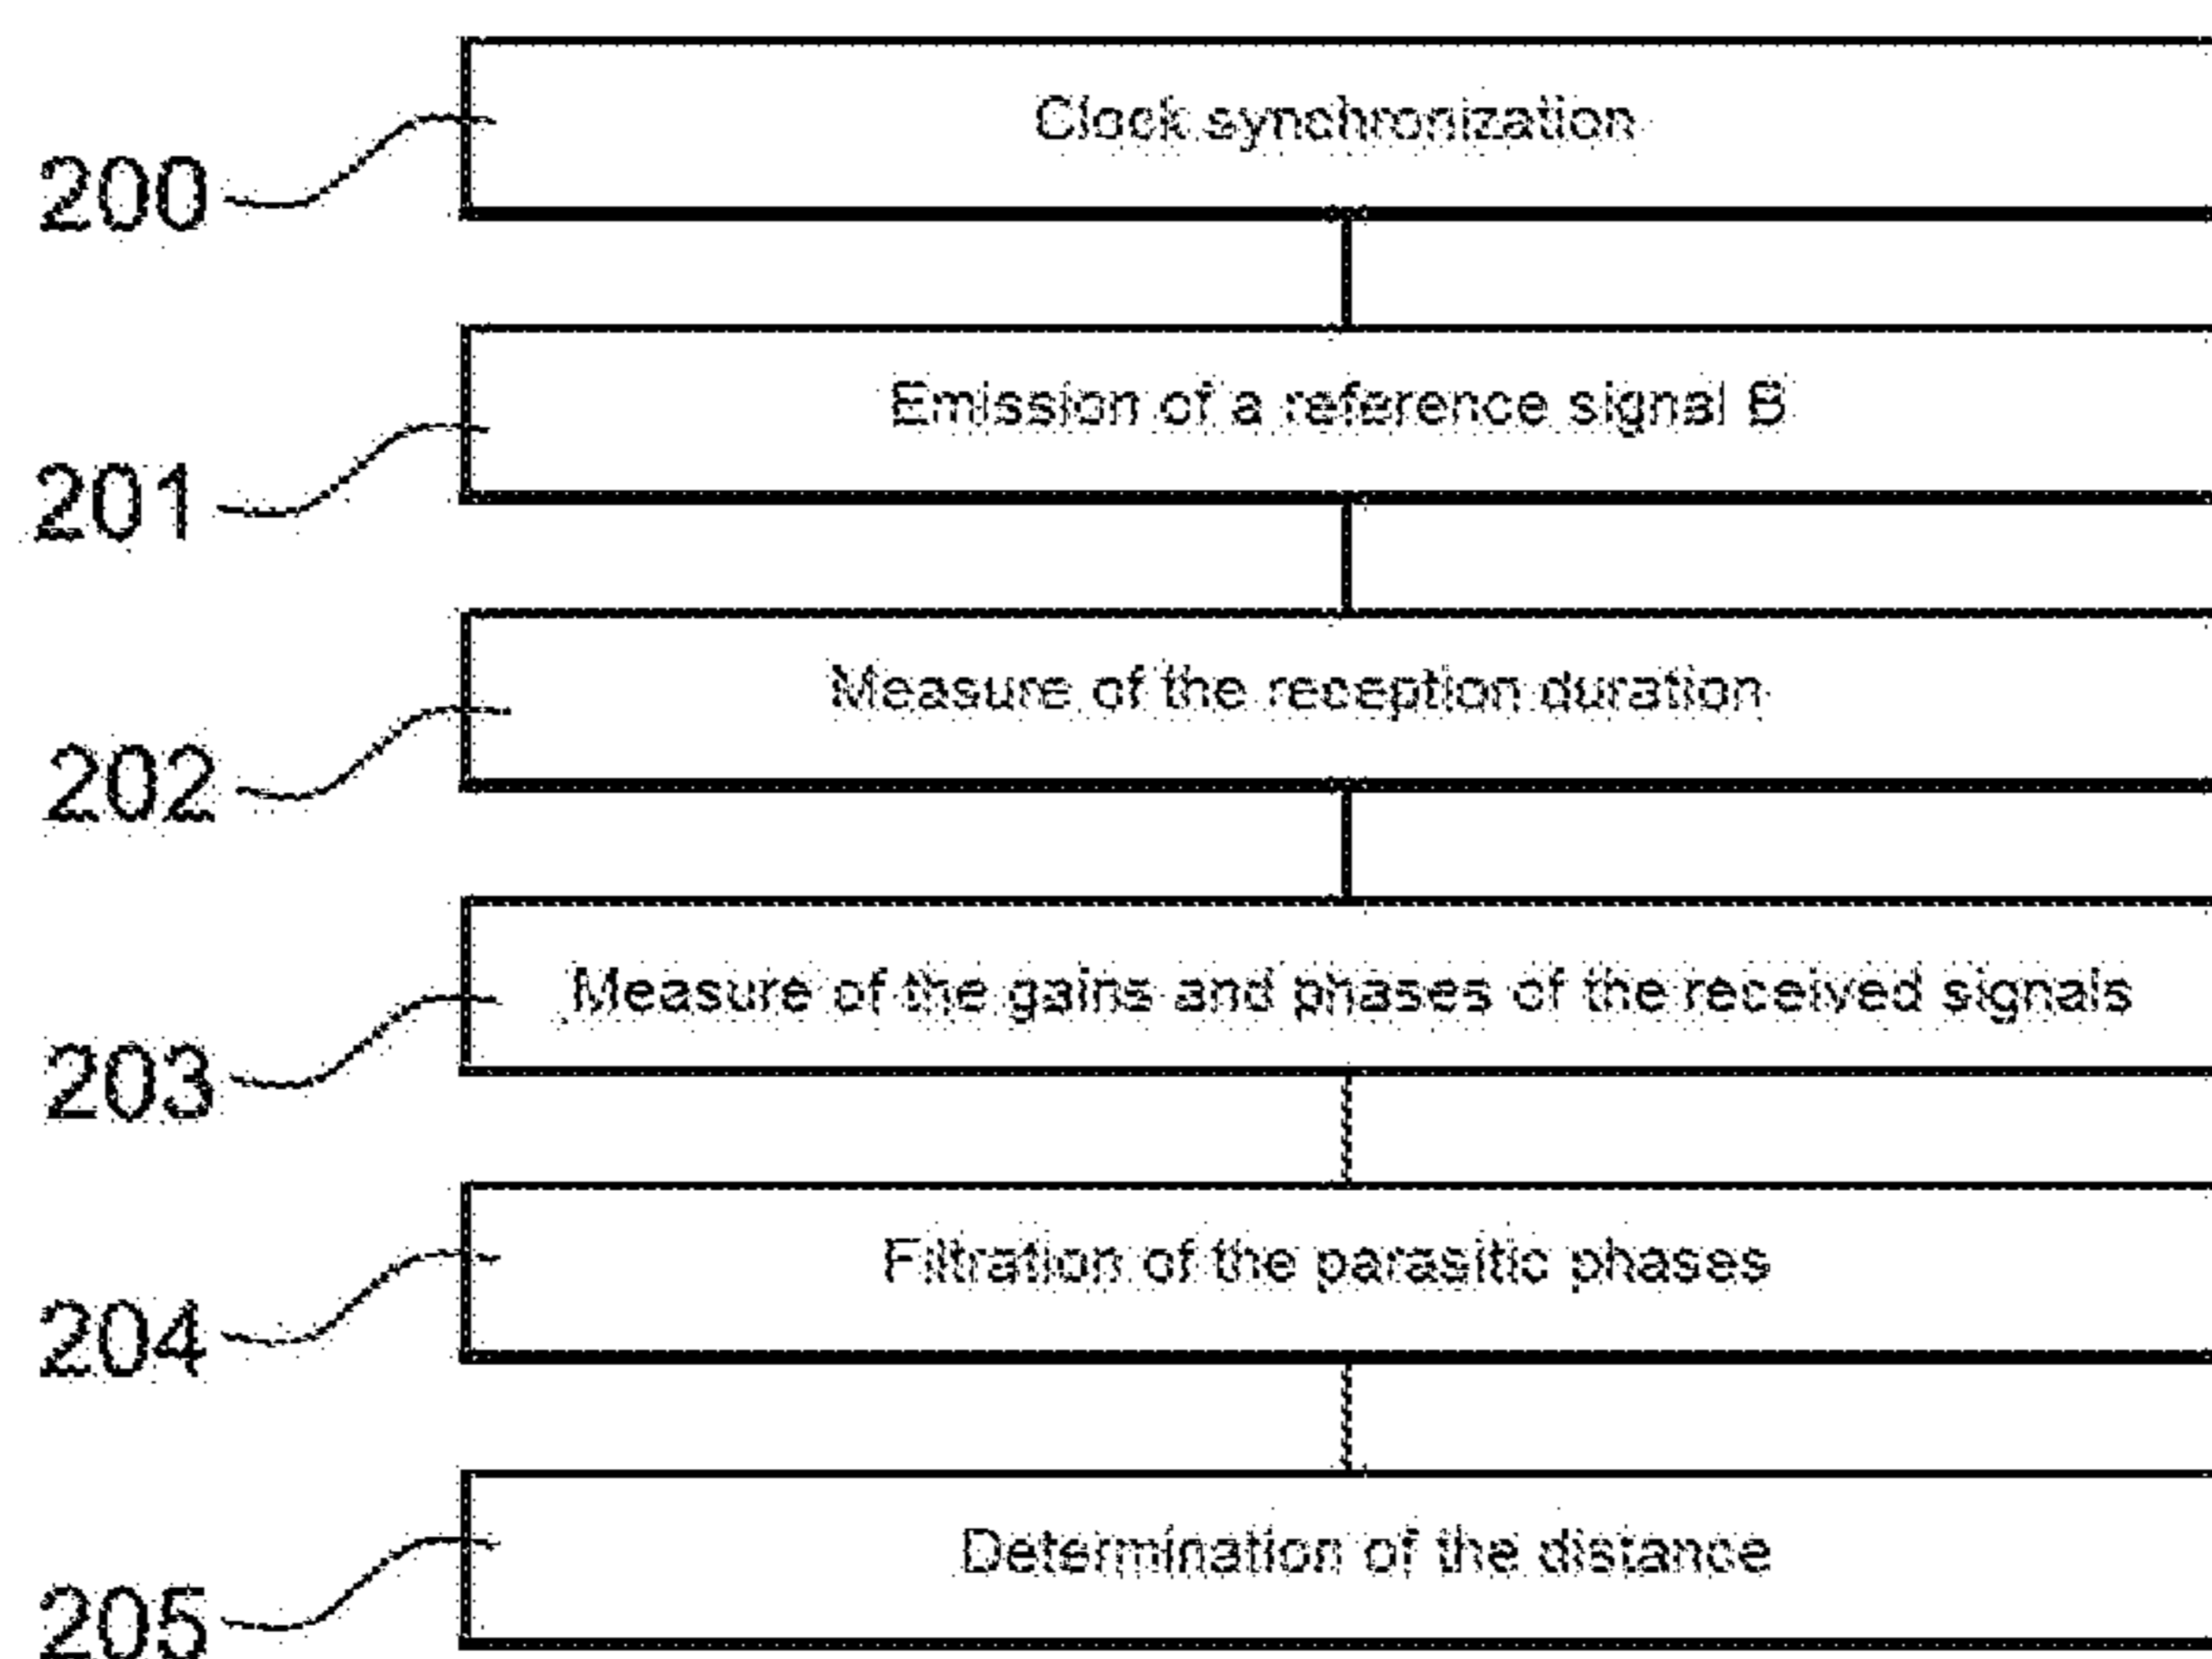 Clock synchronization
200
Emission of a reference signal B
201
Measure of the reception duration
202
Measure of the gains and phases of the received signals
203
Filtration of the parasitic phases
204
Determination of the distance
205